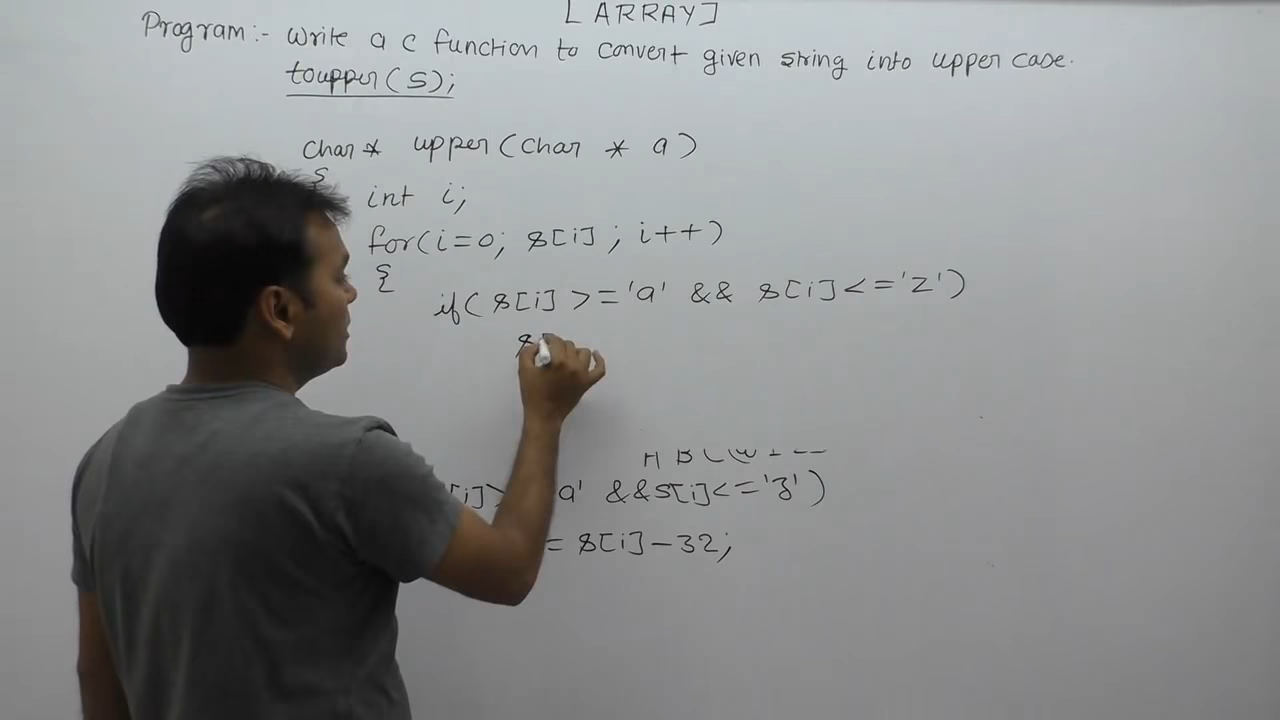 [ARRAY]
Program:- Write a C function to convert given string into upper case.
toupper(S);
char* upper(char * a)
{
int i;
for(i=0; s[i]; i++)
{
if( s[i] >='a' && s[i]<='z')
s[i]> a' &&s[i]<='z')
= s[i]-32;